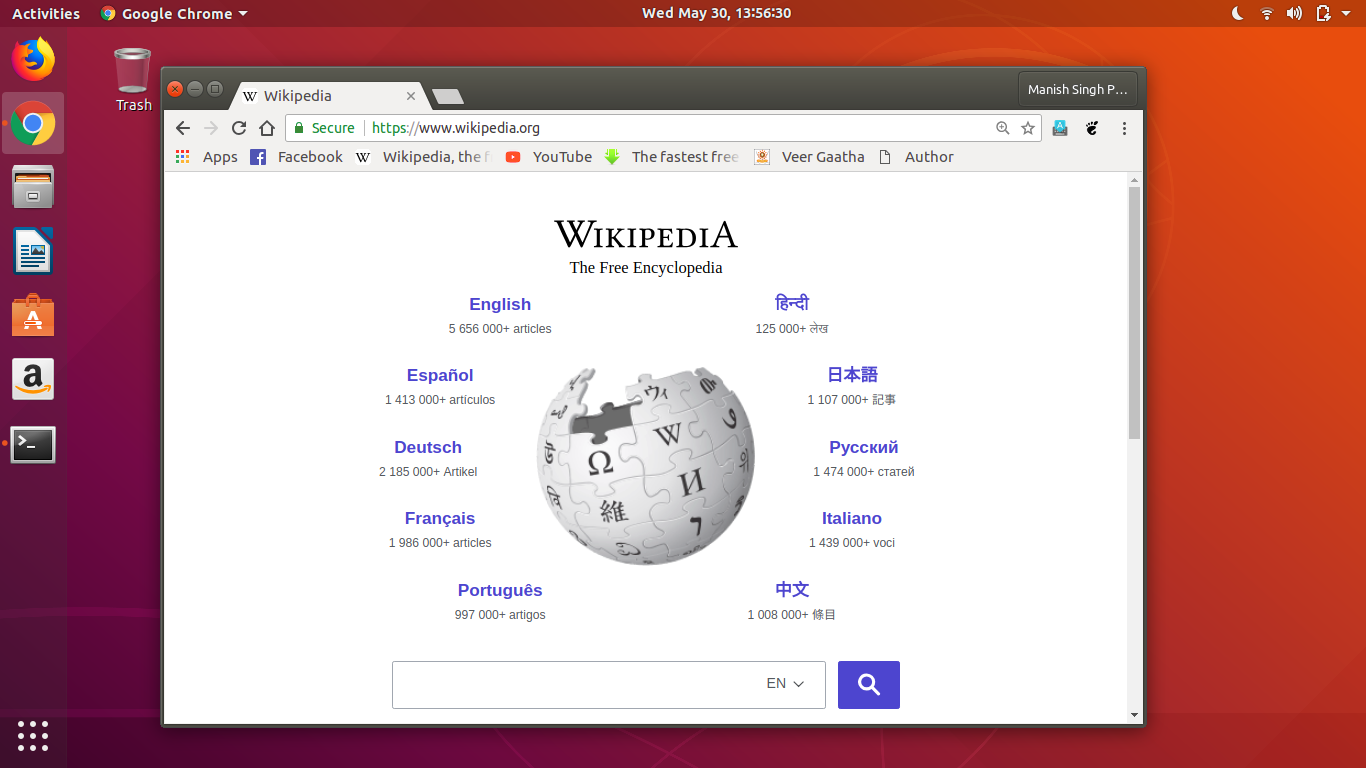 Activities Google Chrome Wed May 30, 13:56:30
Trash
Wikipedia Manish Singh P...
Secure https://www.wikipedia.org
Apps Facebook Wikipedia, the f YouTube The fastest free Veer Gaatha Author
WIKIPEDIA
The Free Encyclopedia
English हिन्दी
5 656 000+ articles 125 000+ लेख
Español 日本語
1 413 000+ artículos 1 107 000+ 記事
Deutsch Русский
2 185 000+ Artikel 1 474 000+ статей
Français Italiano
1 986 000+ articles 1 439 000+ voci
Português 中文
997 000+ artigos 1 008 000+ 條目
Ω W И 維 ウィ ר
EN